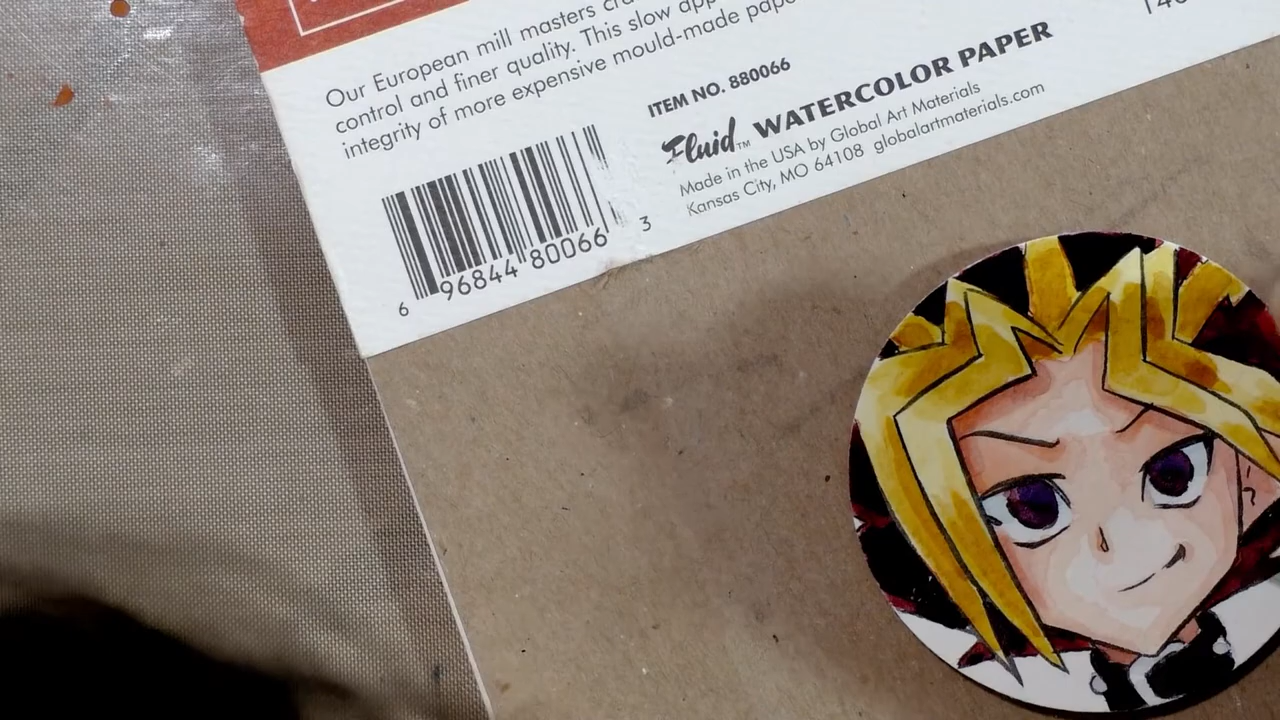 Our European mill masters
control and finer quality. This slow
integrity of more expensive mould-made
ITEM NO. 880066
Fluid™ WATERCOLOR PAPER
Made in the USA by Global Art Materials
Kansas City, MO 64108 globalartmaterials.com
6 96844 80066 3